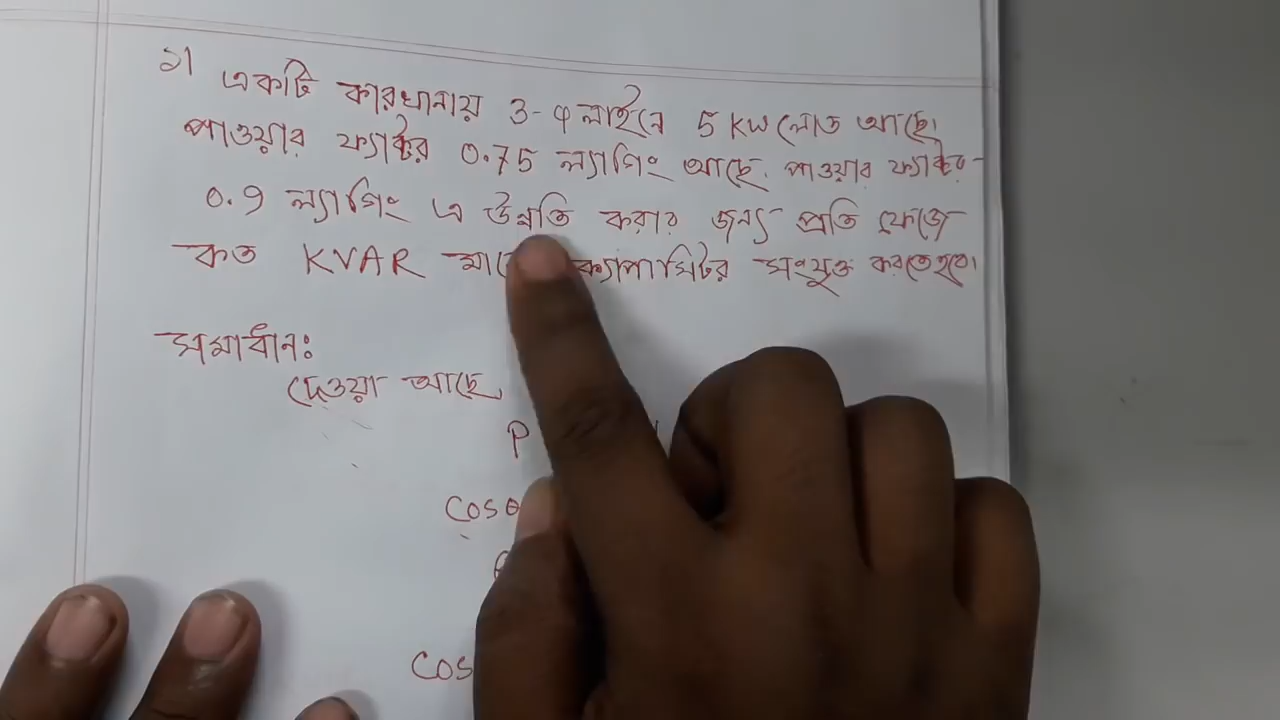 ১। একটি কারখানায় 3-φ লাইনে 5 KW লোড আছে।
পাওয়ার ফ্যাক্টর 0.75 ল্যাগিং আছে। পাওয়ার ফ্যাক্টর
0.9 ল্যাগিং এ উন্নতি করার জন্য প্রতি ফেজে
কত KVAR ক্যাপাসিটর সংযুক্ত করতে হবে।
সমাধানঃ
দেওয়া আছে,
P
cosθ
cos